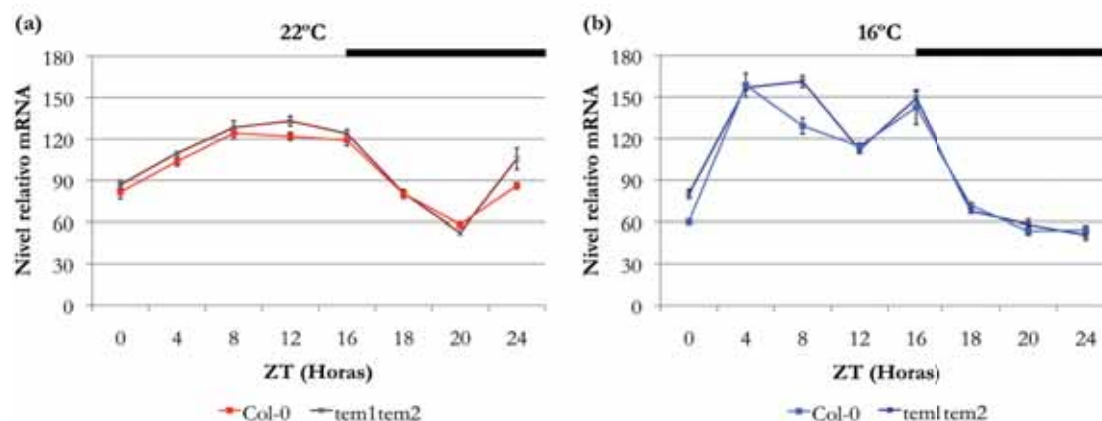 (a)
22°C
180
150
120
90
60
30
0
Nivel relativo mRNA
0 4 8 12 16 18 20 24
ZT (Horas)
Col-0 tem1tem2
(b)
16°C
180
150
120
90
60
30
0
Nivel relativo mRNA
0 4 8 12 16 18 20 24
ZT (Horas)
Col-0 tem1tem2